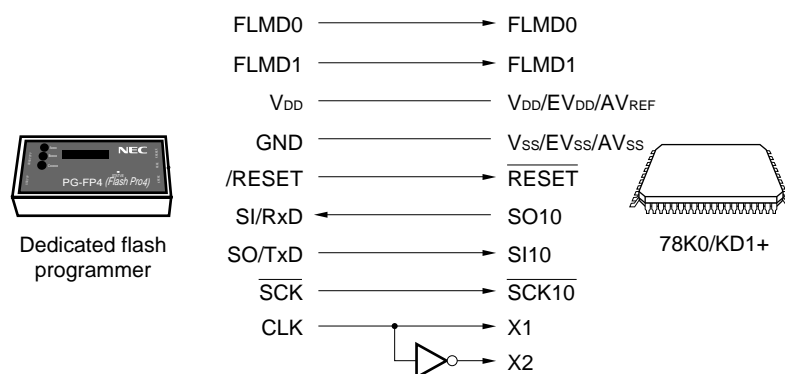 FLMD0 FLMD0
FLMD1 FLMD1
VDD VDD/EVDD/AVREF
GND VSS/EVSS/AVSS
/RESET RESET
SI/RxD SO10
SO/TxD SI10
SCK SCK10
CLK X1
X2
NEC
PG-FP4 (Flash Pro4)
Dedicated flash
programmer
78K0/KD1+